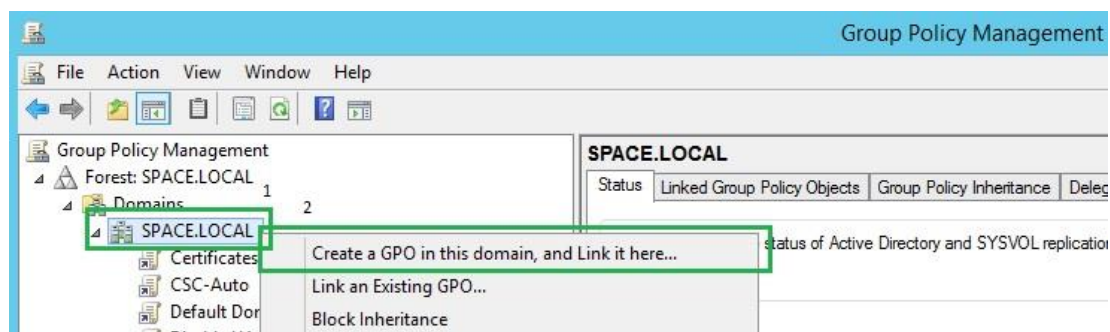 Group Policy Management
File Action View Window Help
Group Policy Management
Forest: SPACE.LOCAL
1
Domains
2
SPACE.LOCAL
Certificates
CSC-Auto
Default Dor
Create a GPO in this domain, and Link it here...
Link an Existing GPO...
Block Inheritance
SPACE.LOCAL
Status Linked Group Policy Objects Group Policy Inheritance Deleg
status of Active Directory and SYSVOL replication